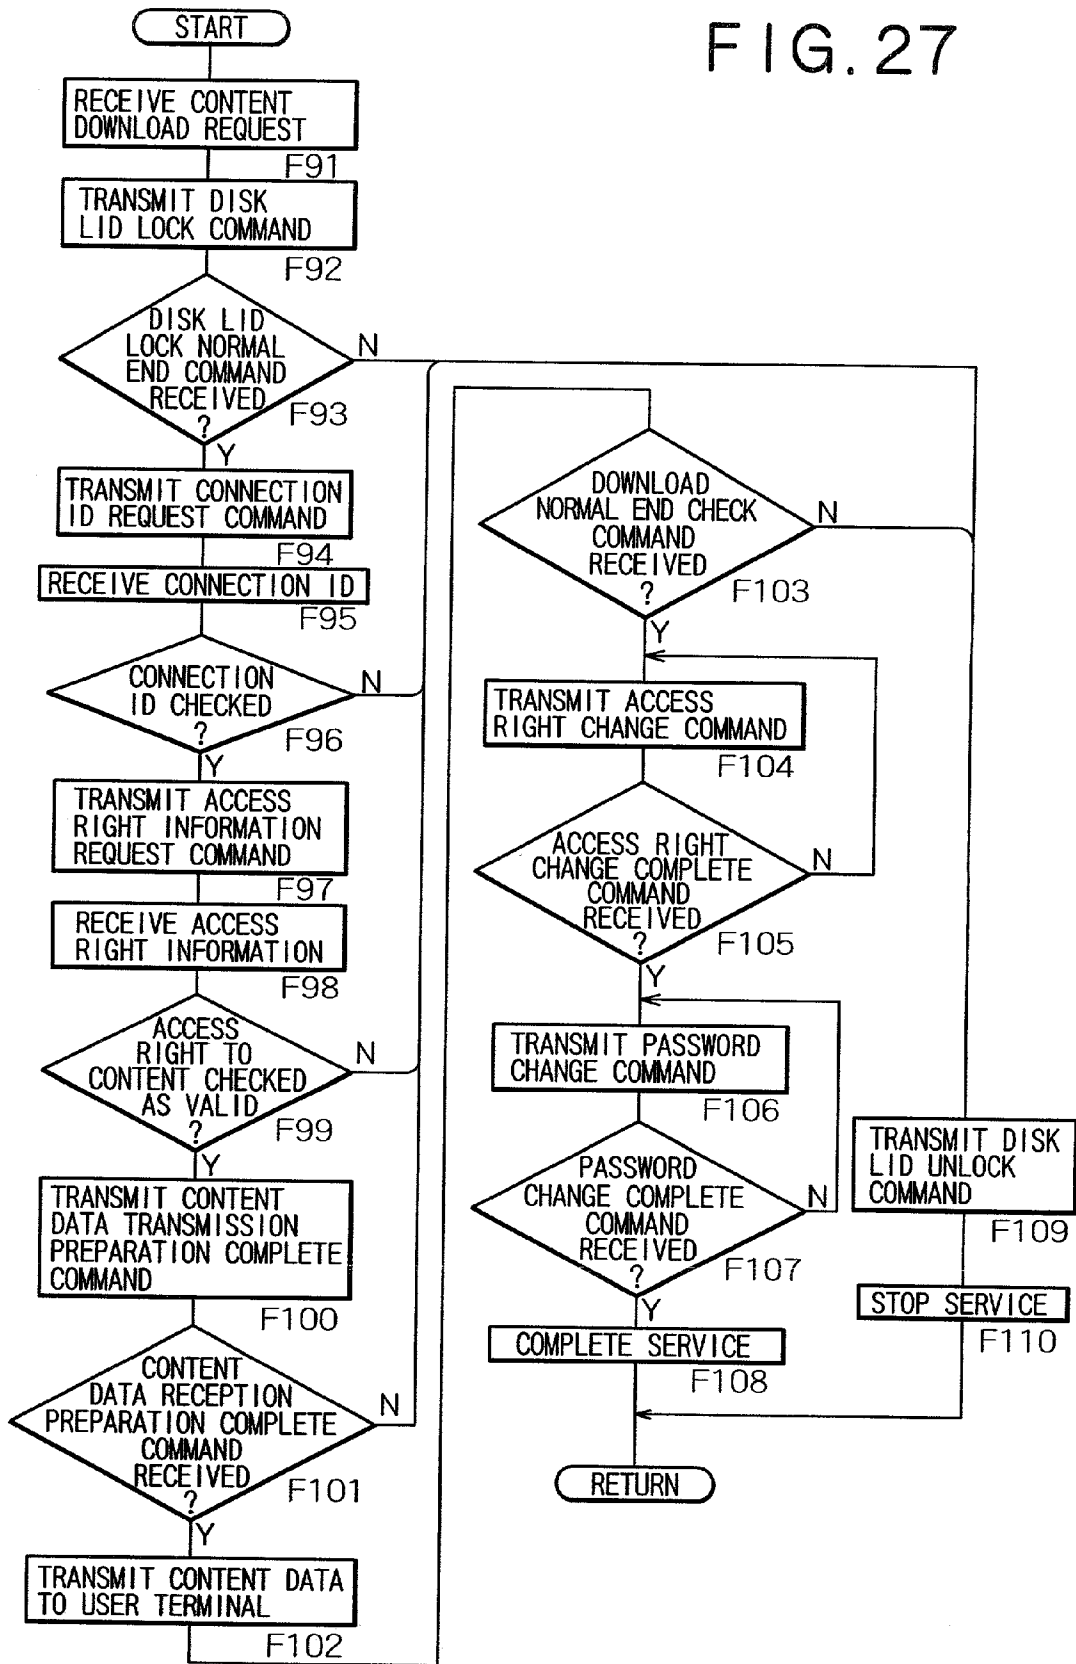 FIG. 27
START
RECEIVE CONTENT
DOWNLOAD REQUEST
F91
TRANSMIT DISK
LID LOCK COMMAND
F92
DISK LID
LOCK NORMAL
END COMMAND
RECEIVED
?
F93
N
Y
TRANSMIT CONNECTION
ID REQUEST COMMAND
F94
RECEIVE CONNECTION ID
F95
CONNECTION
ID CHECKED
?
F96
N
Y
TRANSMIT ACCESS
RIGHT INFORMATION
REQUEST COMMAND
F97
RECEIVE ACCESS
RIGHT INFORMATION
F98
ACCESS
RIGHT TO
CONTENT CHECKED
AS VALID
?
F99
N
Y
TRANSMIT CONTENT
DATA TRANSMISSION
PREPARATION COMPLETE
COMMAND
F100
CONTENT
DATA RECEPTION
PREPARATION COMPLETE
COMMAND
RECEIVED
?
F101
N
Y
TRANSMIT CONTENT DATA
TO USER TERMINAL
F102
DOWNLOAD
NORMAL END CHECK
COMMAND
RECEIVED
?
F103
N
Y
TRANSMIT ACCESS
RIGHT CHANGE COMMAND
F104
ACCESS RIGHT
CHANGE COMPLETE
COMMAND
RECEIVED
?
F105
N
Y
TRANSMIT PASSWORD
CHANGE COMMAND
F106
PASSWORD
CHANGE COMPLETE
COMMAND
RECEIVED
?
F107
N
Y
COMPLETE SERVICE
F108
TRANSMIT DISK
LID UNLOCK
COMMAND
F109
STOP SERVICE
F110
RETURN